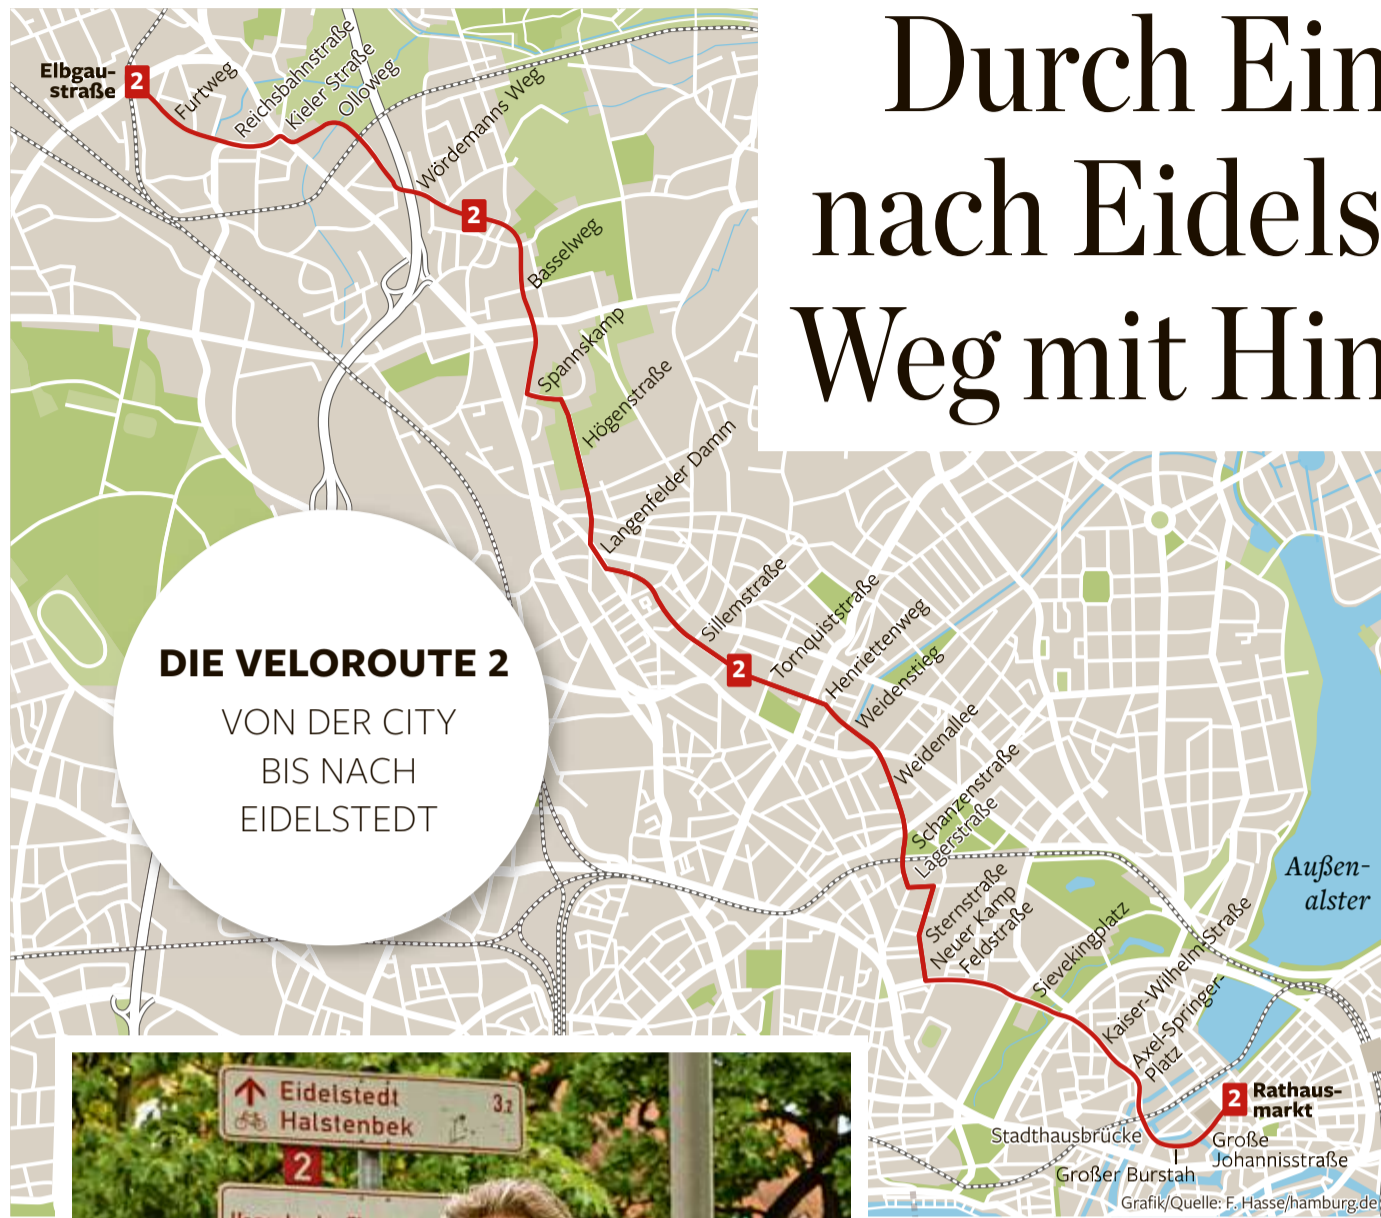 Durch Ein
nach Eidels
Weg mit Hin
Elbgau-
straße
2
Furtweg
Reichsbahnstraße
Kieler Straße
Olloweg
Wördemanns Weg
2
Basselweg
Spannskamp
Högenstraße
Langenfelder Damm
Sillemstraße
2
Tornquiststraße
Henriettenweg
Weidenstieg
Weidenallee
Schanzenstraße
Lagerstraße
Sternstraße
Neuer Kamp
Feldstraße
Sievekingplatz
Kaiser-Wilhelm-Straße
Axel-Springer-
Platz
Außen-
alster
2
Rathaus-
markt
Stadthausbrücke
Großer Burstah
Große
Johannisstraße
Grafik/Quelle: F. Hasse/hamburg.de
DIE VELOROUTE 2
VON DER CITY
BIS NACH
EIDELSTEDT
Eidelstedt
3,2
Halstenbek
2